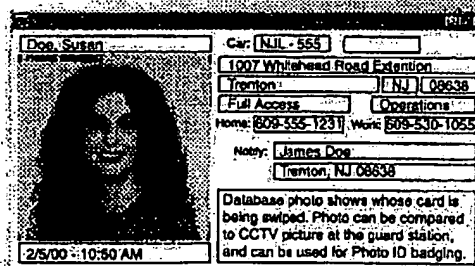 Doe, Susan
Car: NJL - 555
1007 Whitehead Road Extention
Trenton NJ 08638
Full Access Operations
Home: 609-555-1231 Work: 609-530-1055
Notify: James Doe
Trenton, NJ 08638
Database photo shows whose card is
being swiped. Photo can be compared
to CCTV picture at the guard station,
and can be used for Photo ID badging.
2/5/00 - 10:50 AM